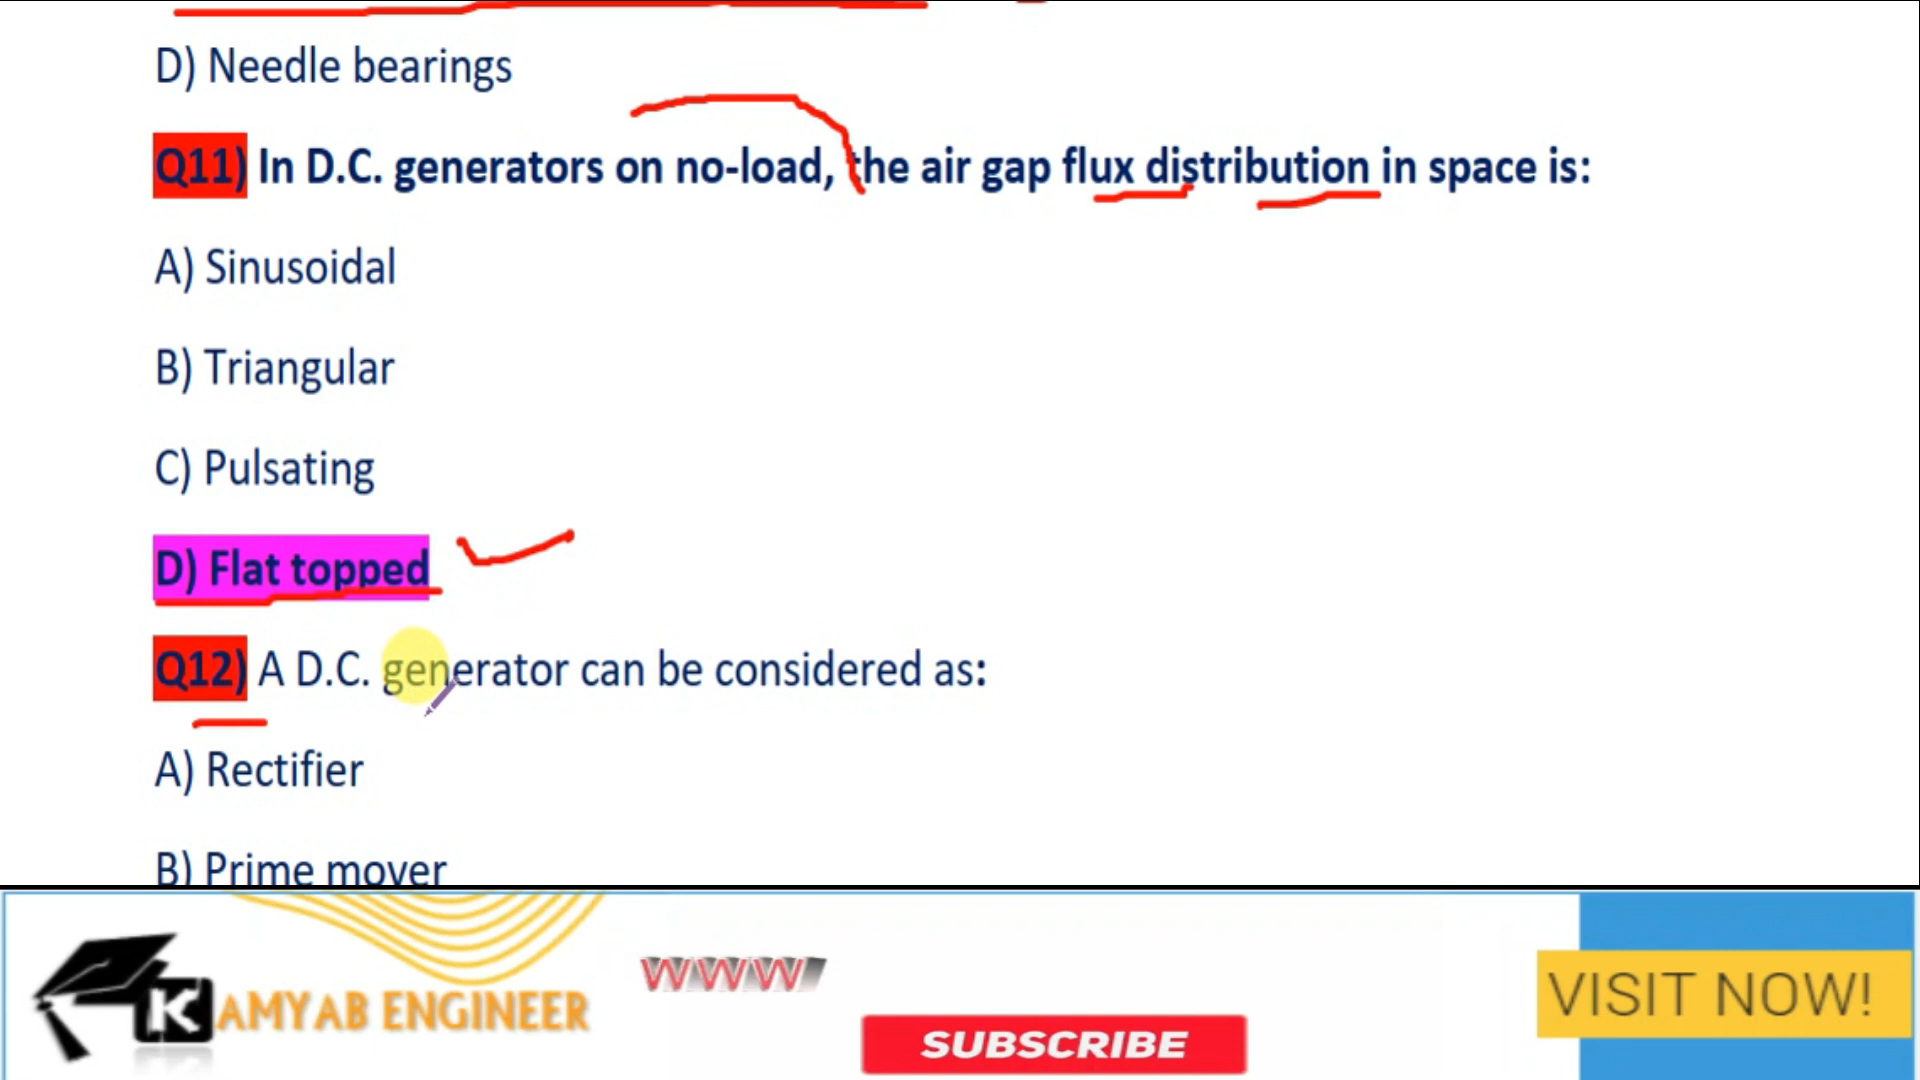 D) Needle bearings
Q11) In D.C. generators on no-load, the air gap flux distribution in space is:
A) Sinusoidal
B) Triangular
C) Pulsating
D) Flat topped
Q12) A D.C. generator can be considered as:
A) Rectifier
B) Prime mover
KAMYAB ENGINEER
WWW
SUBSCRIBE
VISIT NOW!